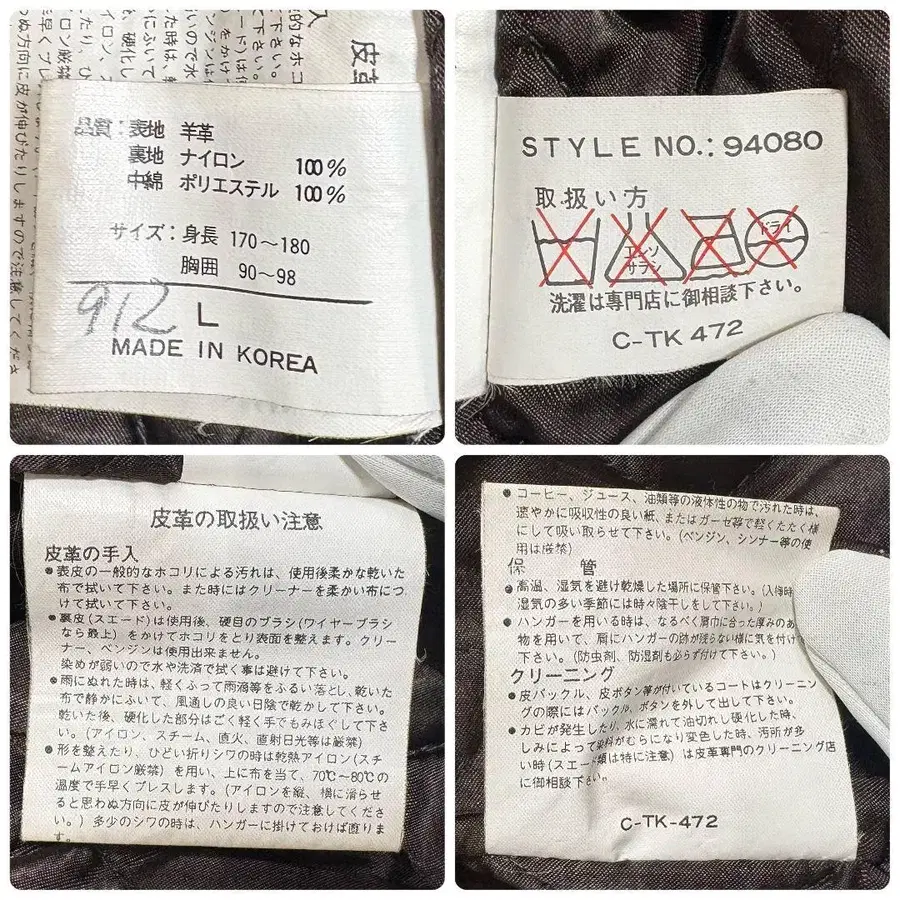 皮革
品質：表地 羊革
裏地 ナイロン 100%
中綿 ポリエステル 100%
サイズ：身長 170～180
胸囲 90～98
912 L
MADE IN KOREA
STYLE NO.: 94080
取扱い方
エンソ
サラシ
ドライ
洗濯は専門店に御相談下さい。
C-TK 472
皮革の取扱い注意
皮革の手入
●表皮の一般的なホコリによる汚れは、使用後柔かな乾いた
布で拭いて下さい。また時にはクリーナーを柔かい布につ
けて拭いて下さい。
●裏皮(スエード)は使用後、硬目のブラシ(ワイヤーブラシ
なら最上)をかけてホコリをとり表面を整えます。クリー
ナー、ベンジンは使用出来ません。
染めが弱いので水や洗済で拭く事は避けて下さい。
●雨にぬれた時は、軽くふって雨滴等をふるい落とし、乾いた
布で静かにふいて、風通しの良い日陰で乾かして下さい。
乾いた後、硬化した部分はごく軽く手でもみほぐして下さ
い。(アイロン、スチーム、直火、直射日光等は厳禁)
●形を整えたり、ひどい折りシワの時は乾熱アイロン(スチ
ームアイロン厳禁)を用い、上に布を当て、70℃～80℃の
温度で手早くプレスします。(アイロンを縦、横に滑らせ
ると思わぬ方向に皮が伸びたりしますので注意してくださ
い。)多少のシワの時は、ハンガーに掛けておけば直りま
す。
●コーヒー、ジュース、油類等の液体性の物で汚れた時は、
速やかに吸収性の良い紙、またはガーゼ等で軽くたたく様
にして吸い取らせて下さい。(ベンジン、シンナー等の使
用は厳禁)
保 管
●高温、湿気を避け乾燥した場所に保管下さい。(入梅時
湿気の多い季節には時々陰干しをして下さい。)
●ハンガーを用いる時は、なるべく肩巾に合った厚みのあ
物を用いて、肩にハンガーの跡が残らない様に気を付け
下さい。(防虫剤、防湿剤も必らず付けて下さい。)
クリーニング
●皮バックル、皮ボタン等が付いているコートはクリーニン
グの際にはバックル、ボタンを外して出して下さい。
●カビが発生したり、水に濡れて油切れし硬化した時、
しみによって染料がむらになり変色した時、汚所が多
い時(スエード類は特に注意)は皮革専門のクリーニング店
に御相談下さい。
C-TK-472